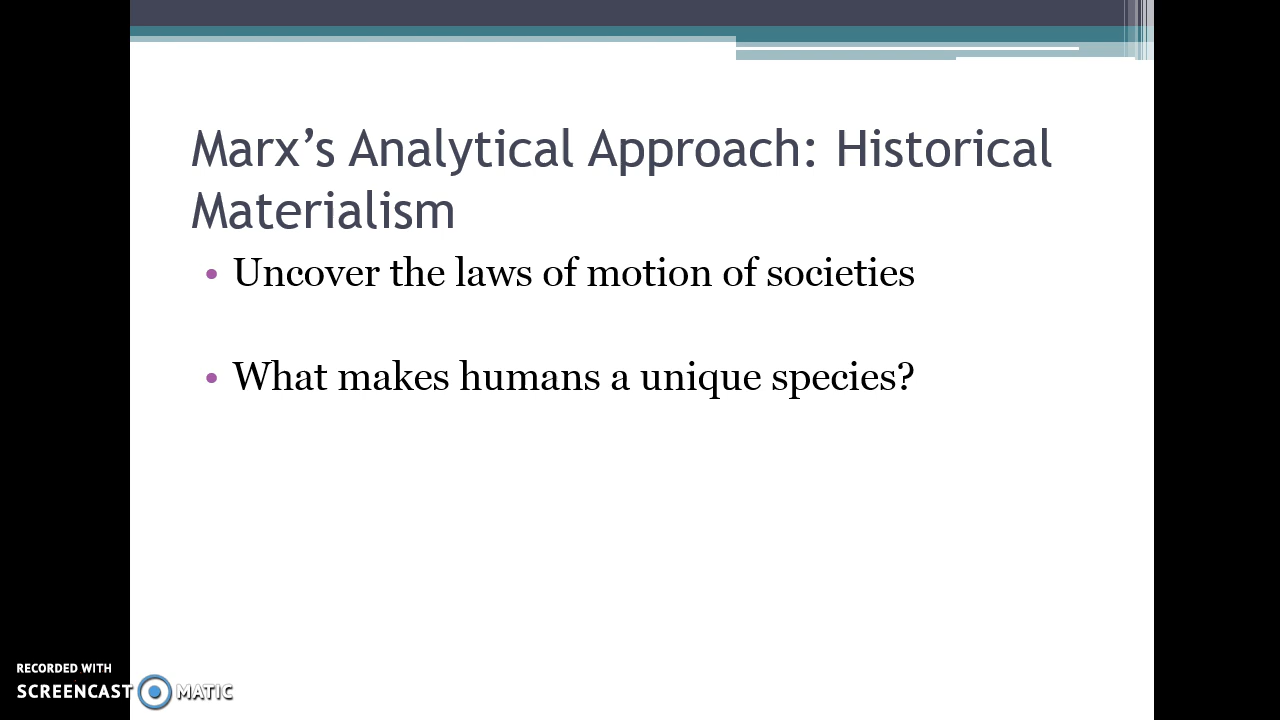 Marx’s Analytical Approach: Historical
Materialism
• Uncover the laws of motion of societies
• What makes humans a unique species?
RECORDED WITH
SCREENCAST MATIC